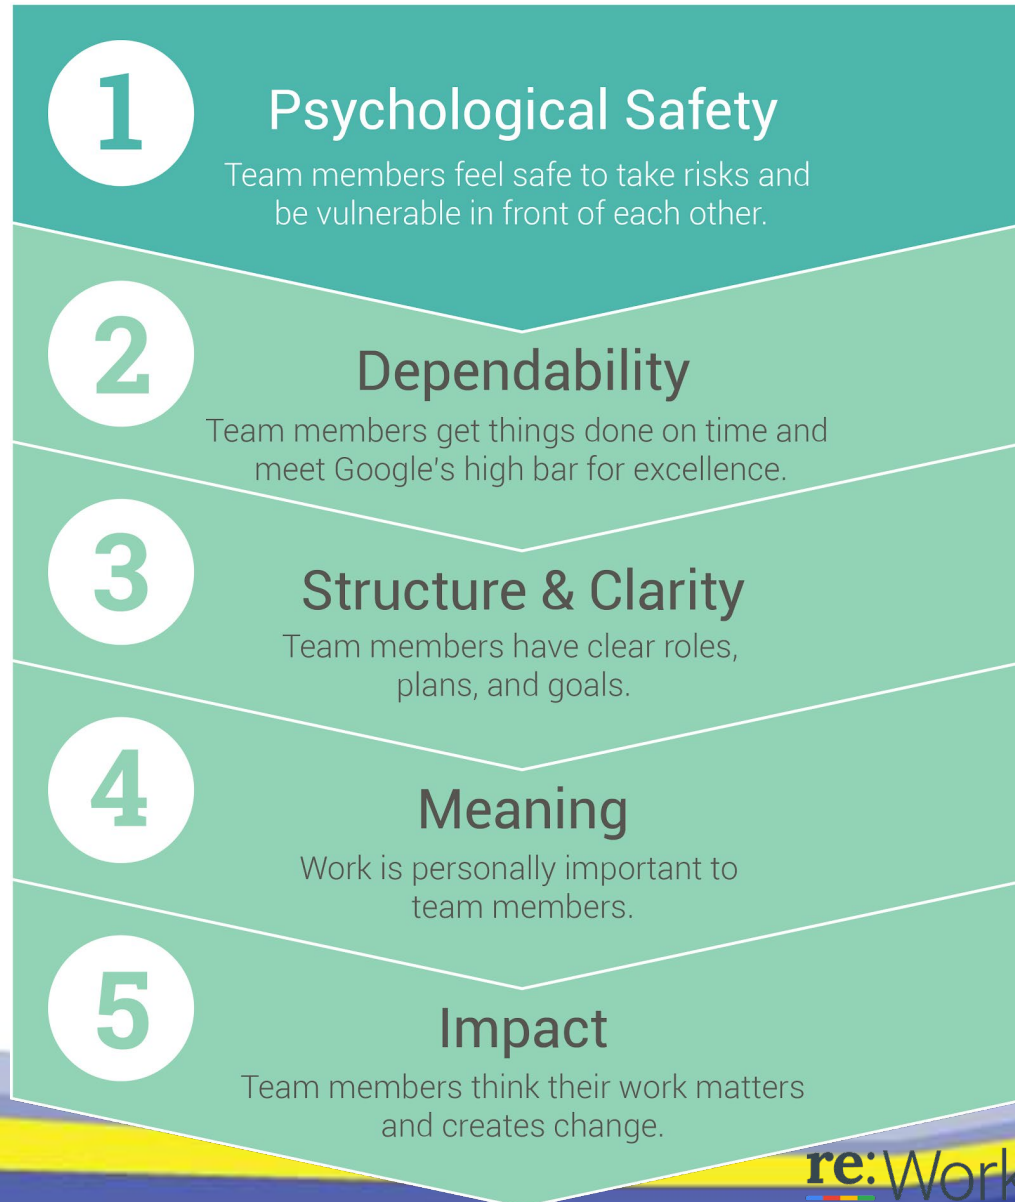 1
Psychological Safety
Team members feel safe to take risks and
be vulnerable in front of each other.
2
Dependability
Team members get things done on time and
meet Google's high bar for excellence.
3
Structure & Clarity
Team members have clear roles,
plans, and goals.
4
Meaning
Work is personally important to
team members.
5
Impact
Team members think their work matters
and creates change.
re:Work